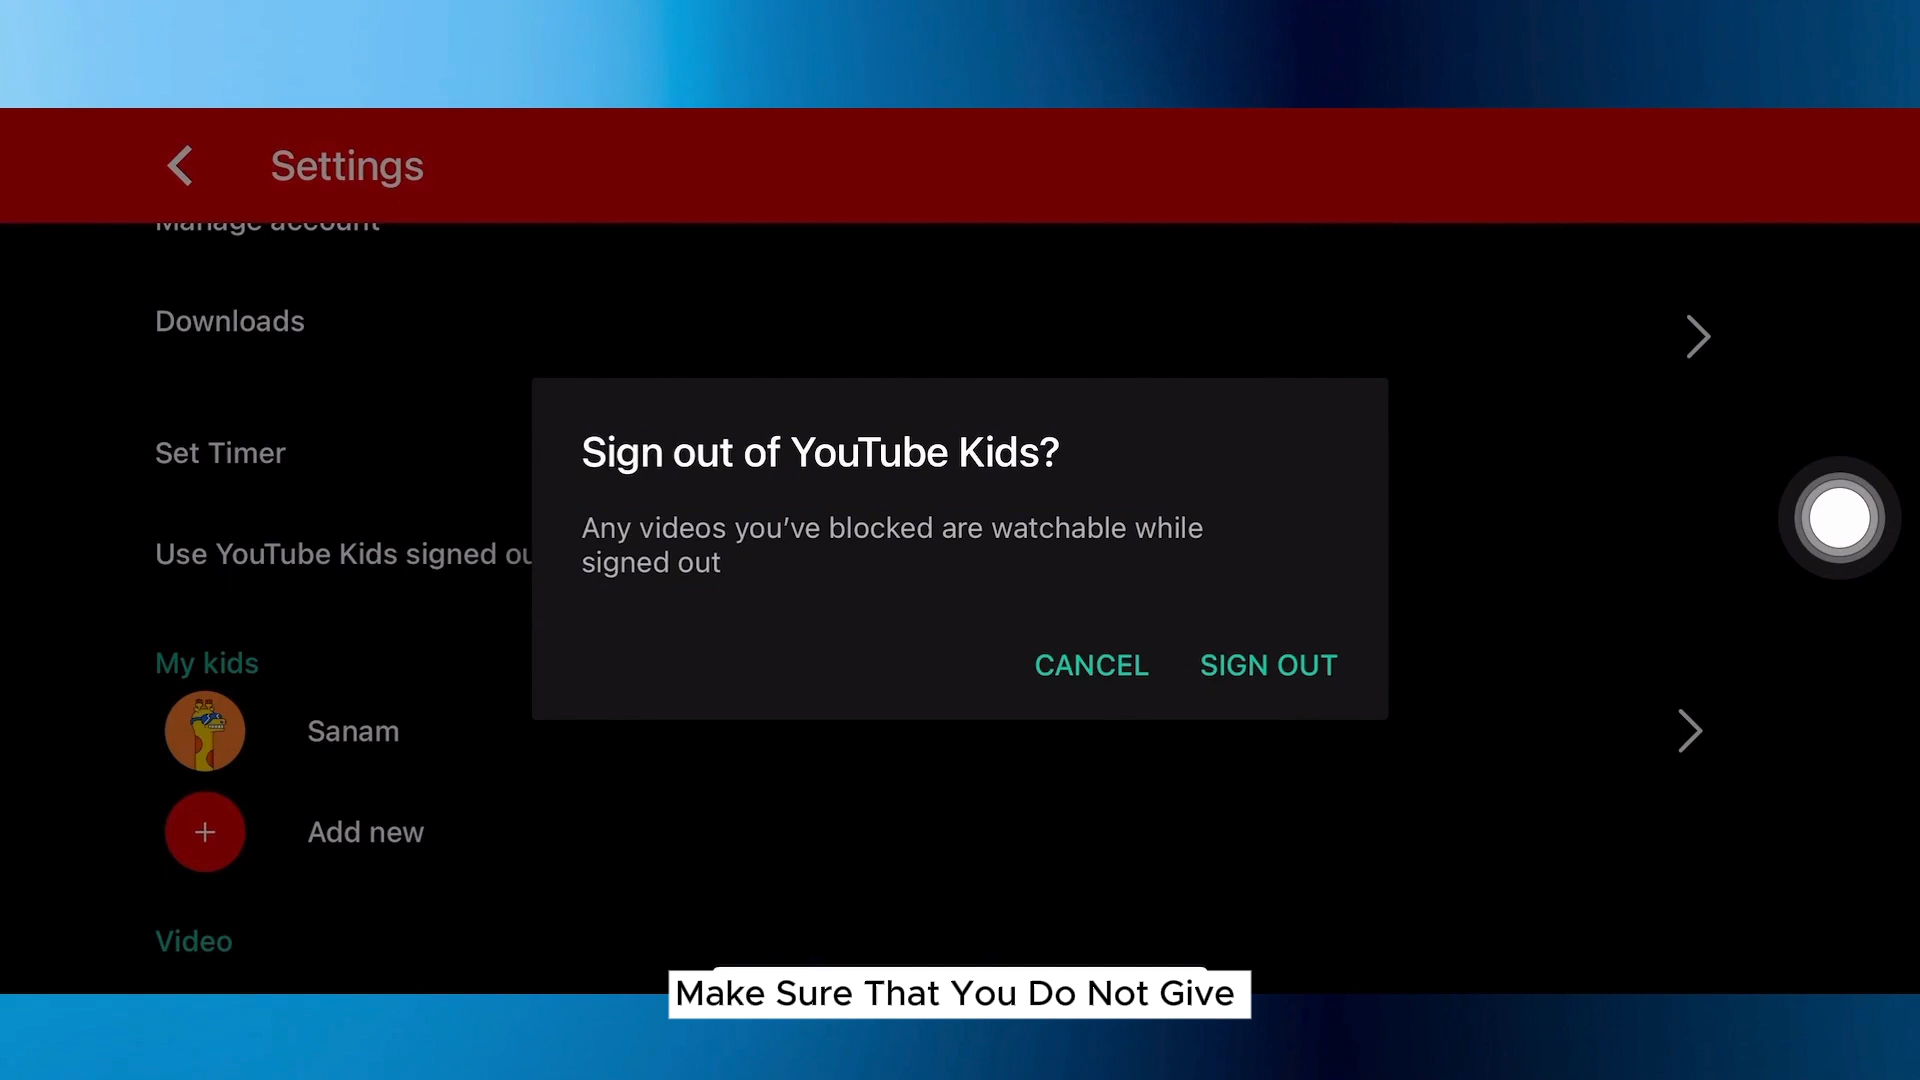 Settings
Manage account
Downloads
Sign out of YouTube Kids?
Set Timer
Any videos you've blocked are watchable while
signed out
Use YouTube Kids signed ou
CANCEL SIGN OUT
My kids
Sanam
Add new
Video
Make Sure That You Do Not Give